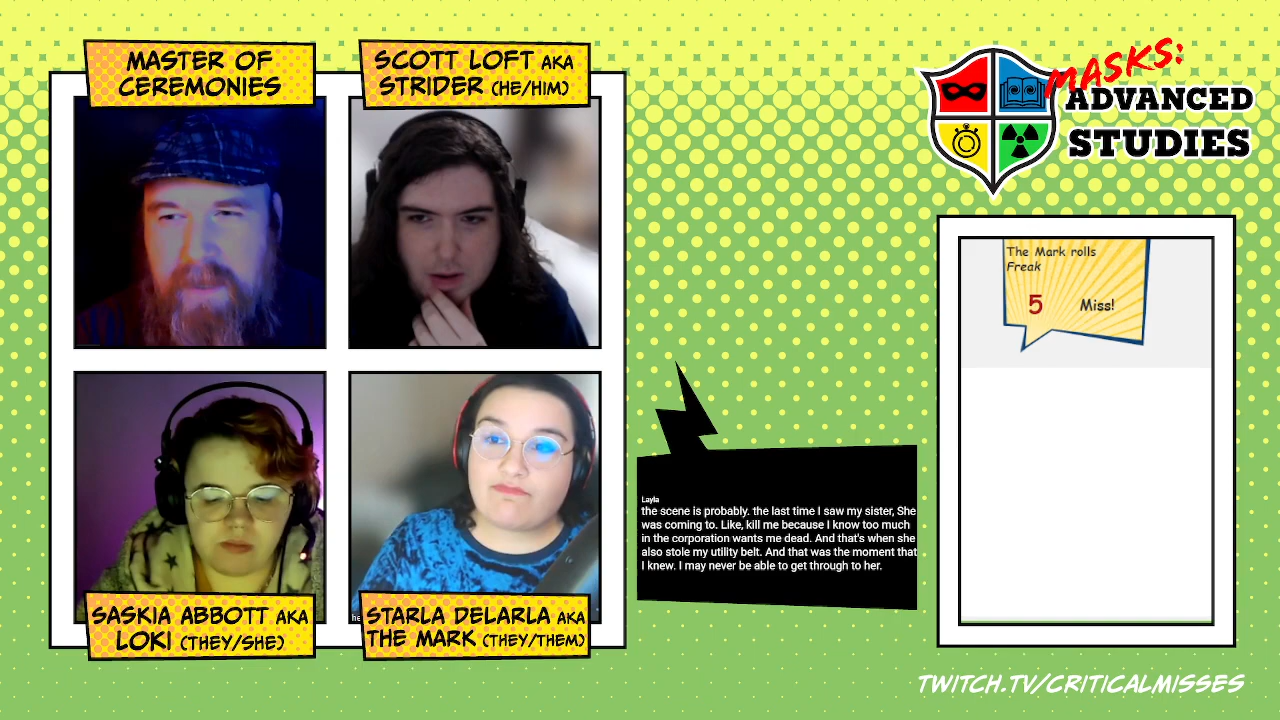 MASTER OF
CEREMONIES
SCOTT LOFT AKA
STRIDER (HE/HIM)
MASKS:
ADVANCED
STUDIES
The Mark rolls
Freak
5 Miss!
Layla
the scene is probably. the last time I saw my sister, She
was coming to. Like, kill me because I know too much
in the corporation wants me dead. And that's when she
also stole my utility belt. And that was the moment that
I knew. I may never be able to get through to her.
SASKIA ABBOTT AKA
LOKI (THEY/SHE)
he
STARLA DELARLA AKA
THE MARK (THEY/THEM)
TWITCH.TV/CRITICALMISSES